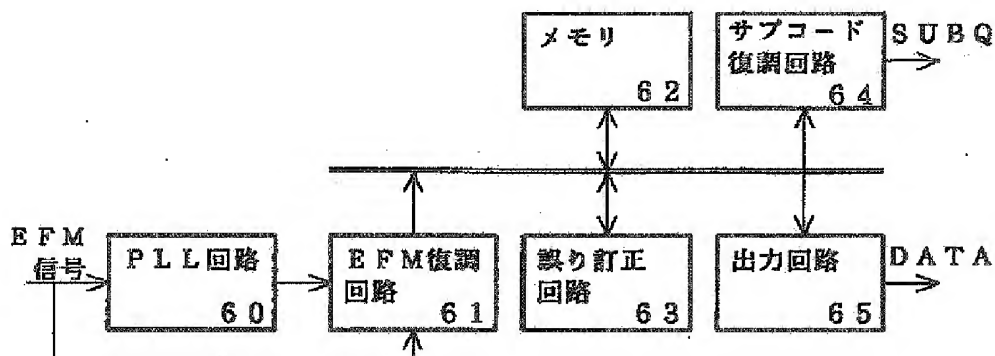 メモリ
62
サブコード
復調回路
64
SUBQ
EFM
信号
PLL回路
60
EFM復調
回路
61
誤り訂正
回路
63
出力回路
65
DATA